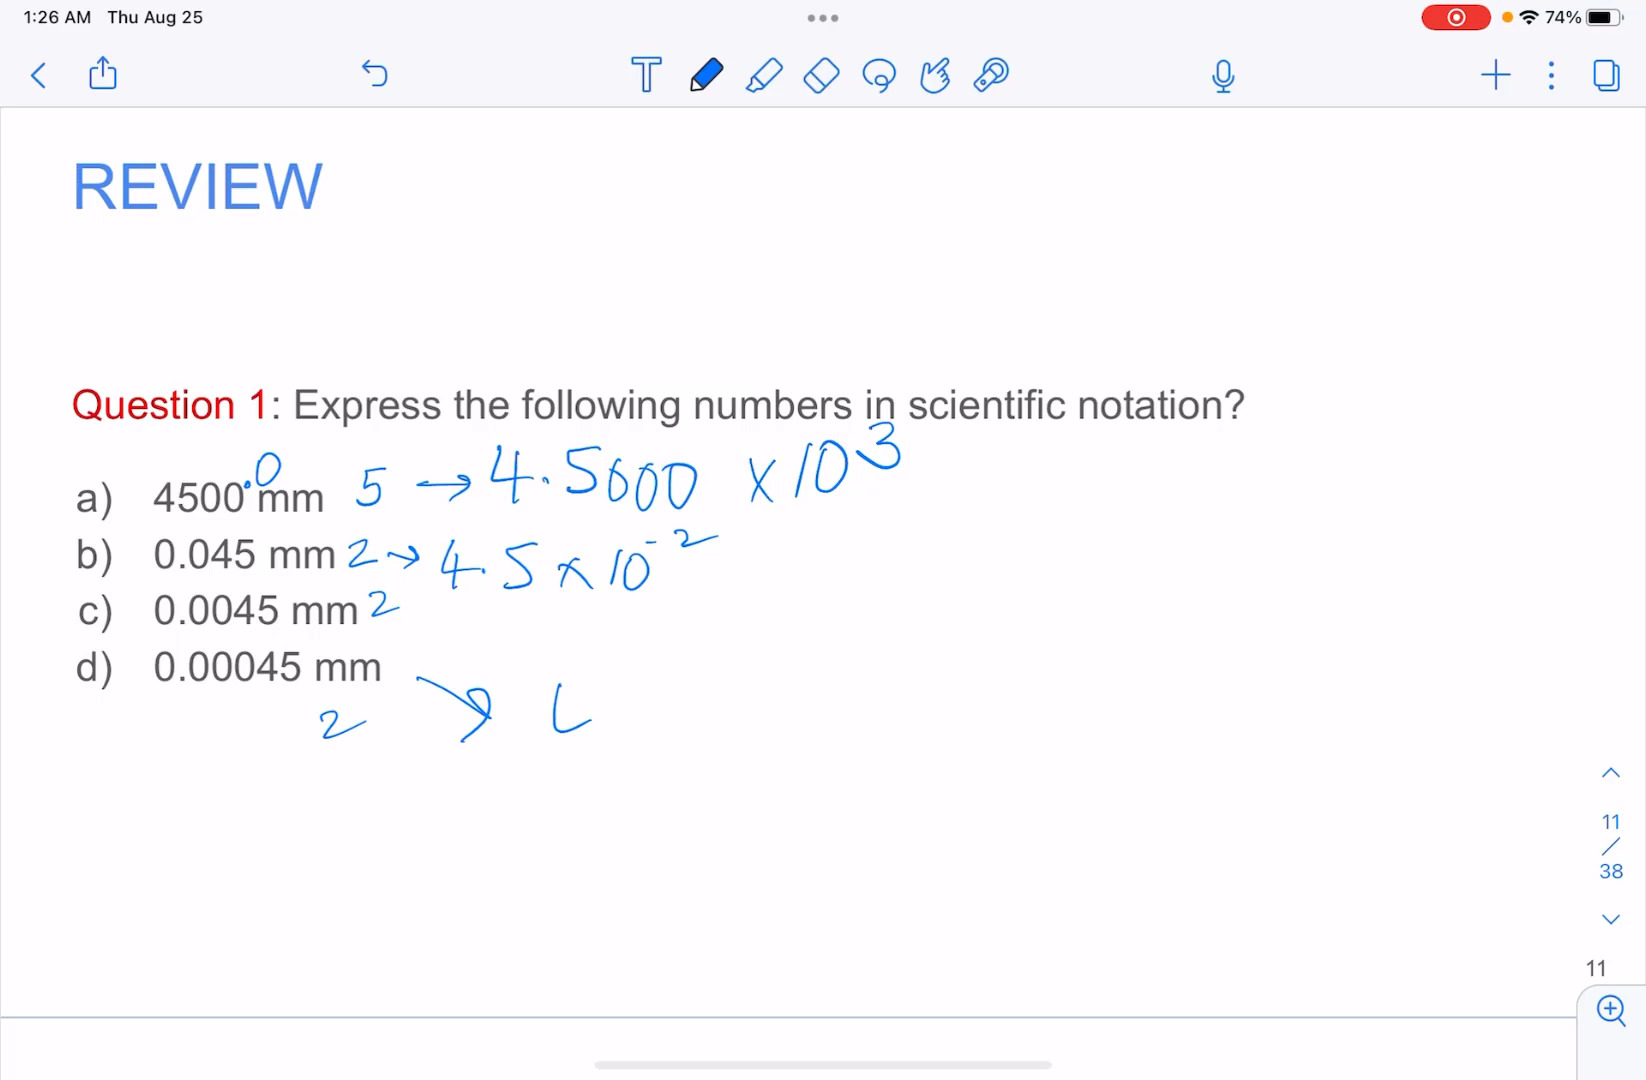 1:26 AM Thu Aug 25
74%
T
REVIEW
Question 1: Express the following numbers in scientific notation?
a) 4500.0 mm 5 → 4.5000 x 10^3
b) 0.045 mm 2 → 4.5 x 10^-2
c) 0.0045 mm 2
d) 0.00045 mm
2 →
11
/
38
11